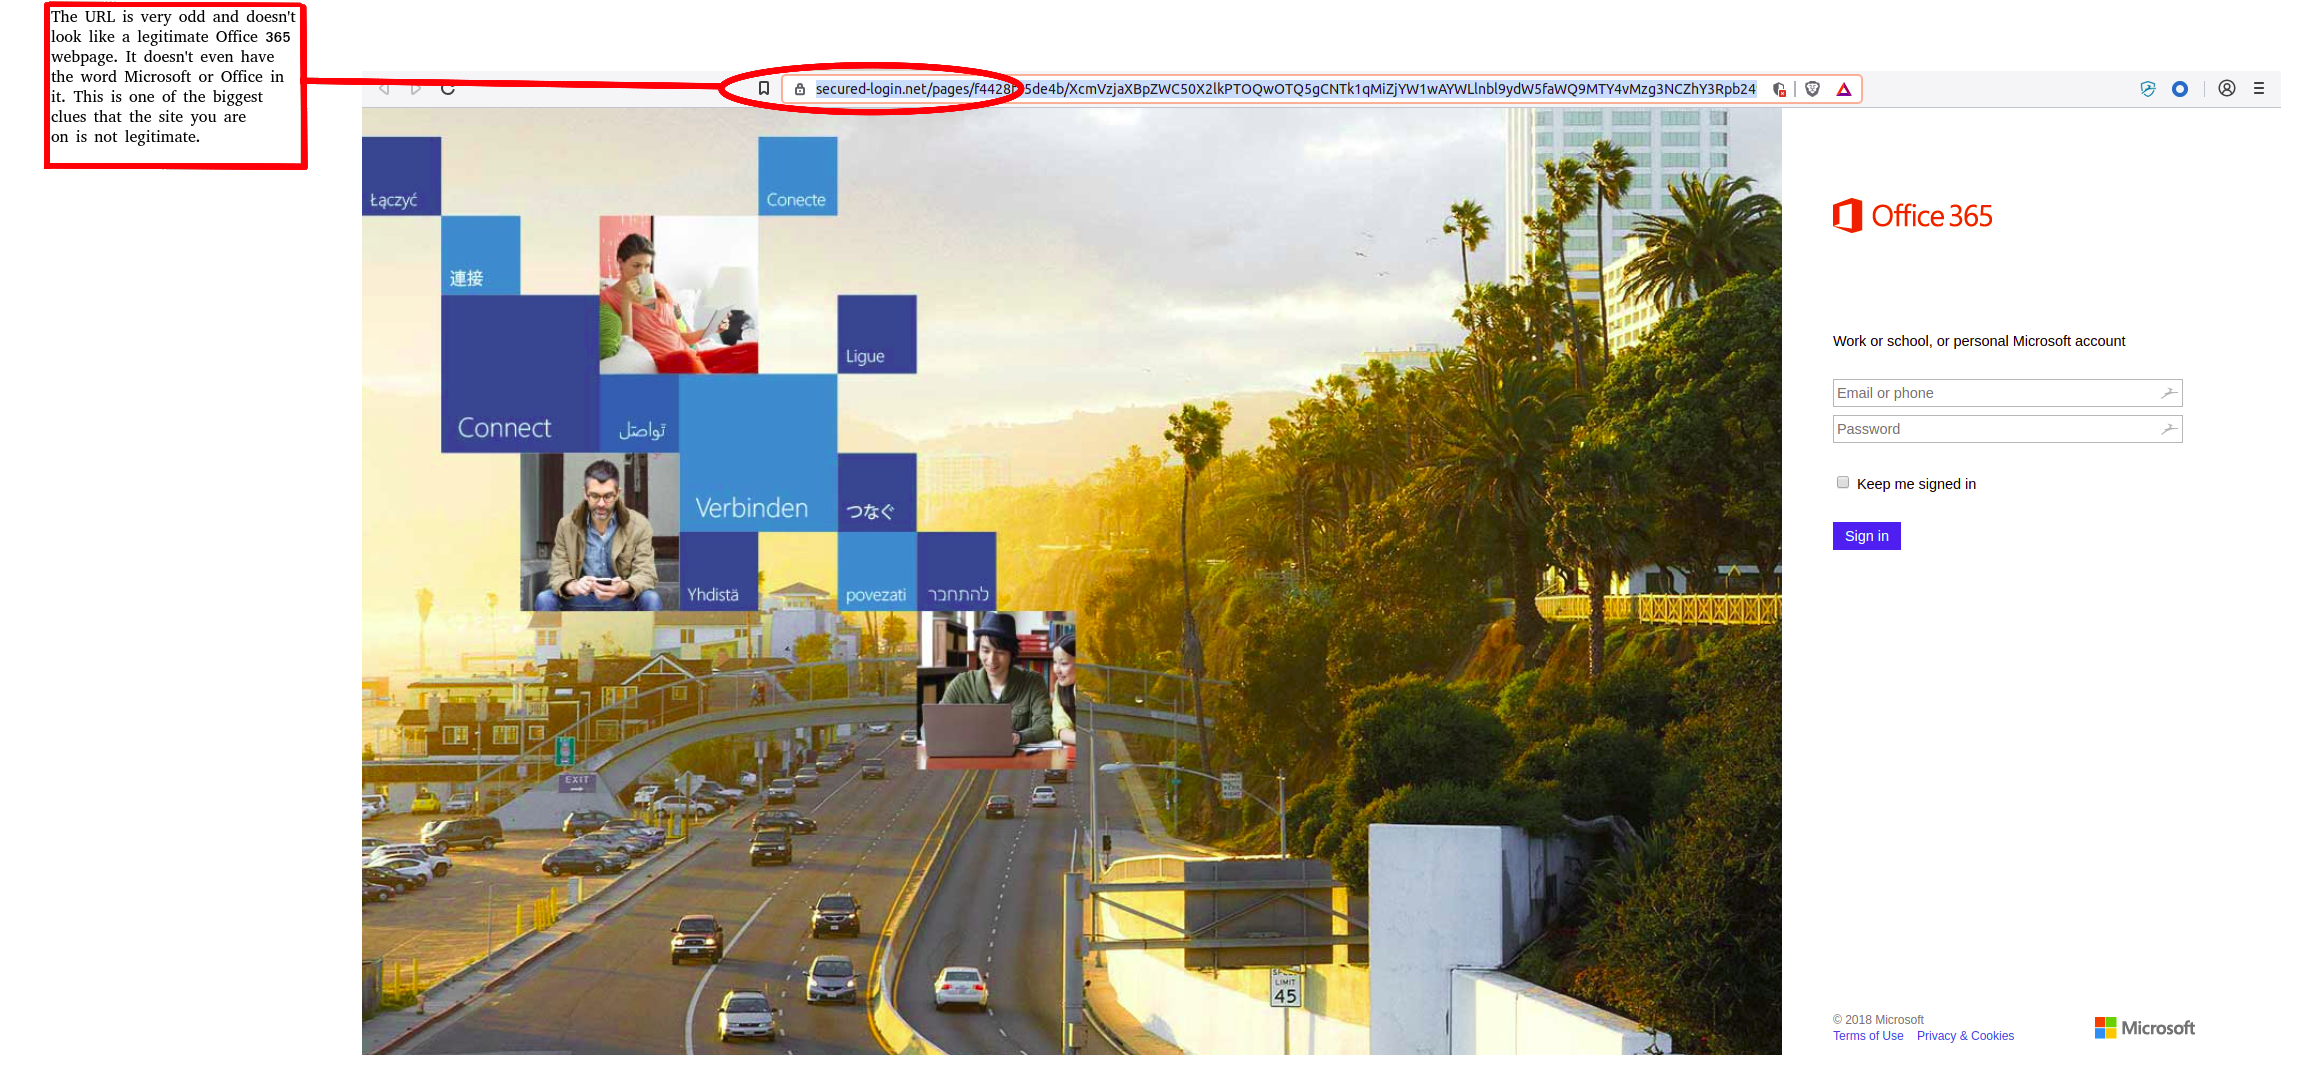 The URL is very odd and doesn't
look like a legitimate Office 365
webpage. It doesn't even have
the word Microsoft or Office in
it. This is one of the biggest
clues that the site you are
on is not legitimate.
secured-login.net/pages/f4428 5de4b/XcmVzjaXBpZWC50X2lkPTOQwOTQ5gCNTk1qMiZjYW1wAYWLlnbl9ydW5faWQ9MTY4vMzg3NCZhY3Rpb24
Łączyć
Conecte
連接
Ligue
Connect
تواصل
Verbinden
つなぐ
Yhdistä
povezati
להתחבר
EXIT
SPEED
LIMIT
45
Office 365
Work or school, or personal Microsoft account
Email or phone
Password
Keep me signed in
Sign in
© 2018 Microsoft
Terms of Use Privacy & Cookies
Microsoft